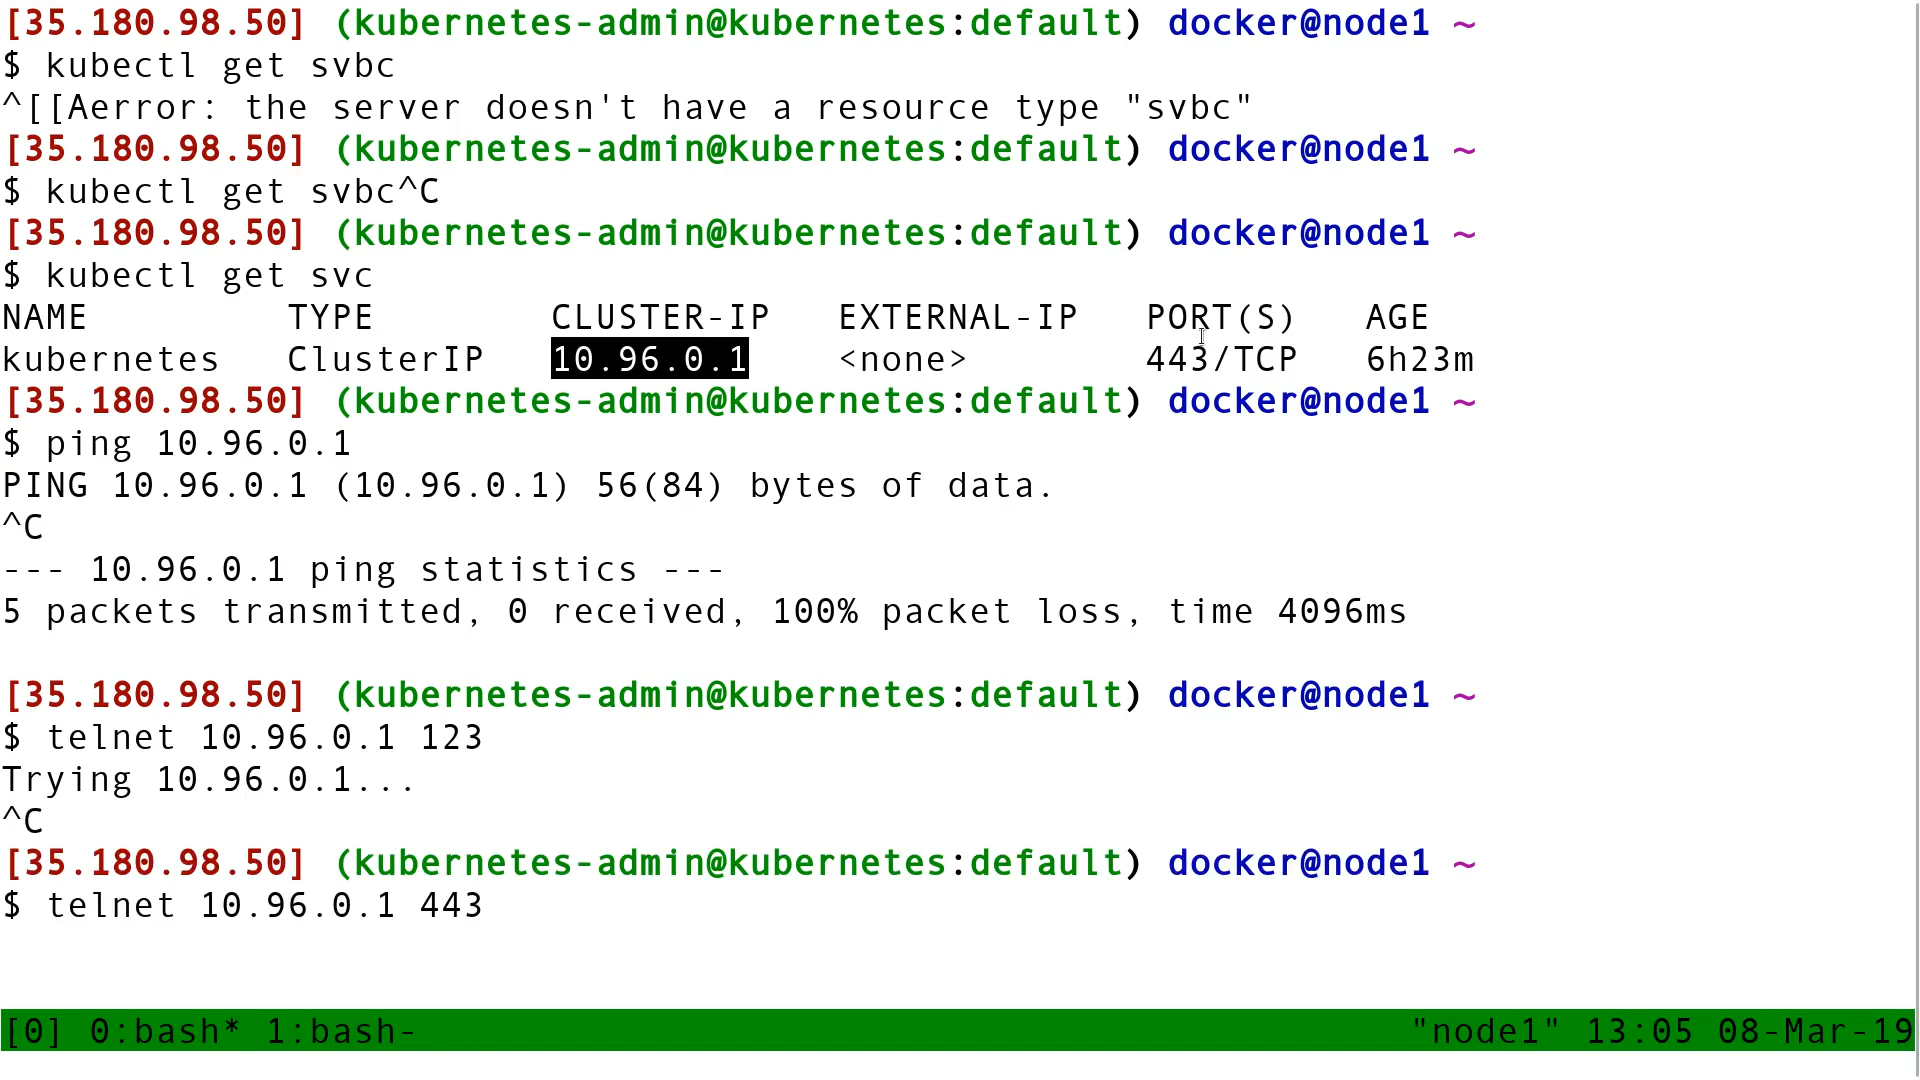 [35.180.98.50] (kubernetes-admin@kubernetes:default) docker@node1 ~
$ kubectl get svbc
^[[Aerror: the server doesn't have a resource type "svbc"
[35.180.98.50] (kubernetes-admin@kubernetes:default) docker@node1 ~
$ kubectl get svbc^C
[35.180.98.50] (kubernetes-admin@kubernetes:default) docker@node1 ~
$ kubectl get svc
NAME         TYPE        CLUSTER-IP   EXTERNAL-IP   PORT(S)   AGE
kubernetes   ClusterIP   10.96.0.1    <none>        443/TCP   6h23m
[35.180.98.50] (kubernetes-admin@kubernetes:default) docker@node1 ~
$ ping 10.96.0.1
PING 10.96.0.1 (10.96.0.1) 56(84) bytes of data.
^C
--- 10.96.0.1 ping statistics ---
5 packets transmitted, 0 received, 100% packet loss, time 4096ms
[35.180.98.50] (kubernetes-admin@kubernetes:default) docker@node1 ~
$ telnet 10.96.0.1 123
Trying 10.96.0.1...
^C
[35.180.98.50] (kubernetes-admin@kubernetes:default) docker@node1 ~
$ telnet 10.96.0.1 443
[0] 0:bash* 1:bash- "node1" 13:05 08-Mar-19